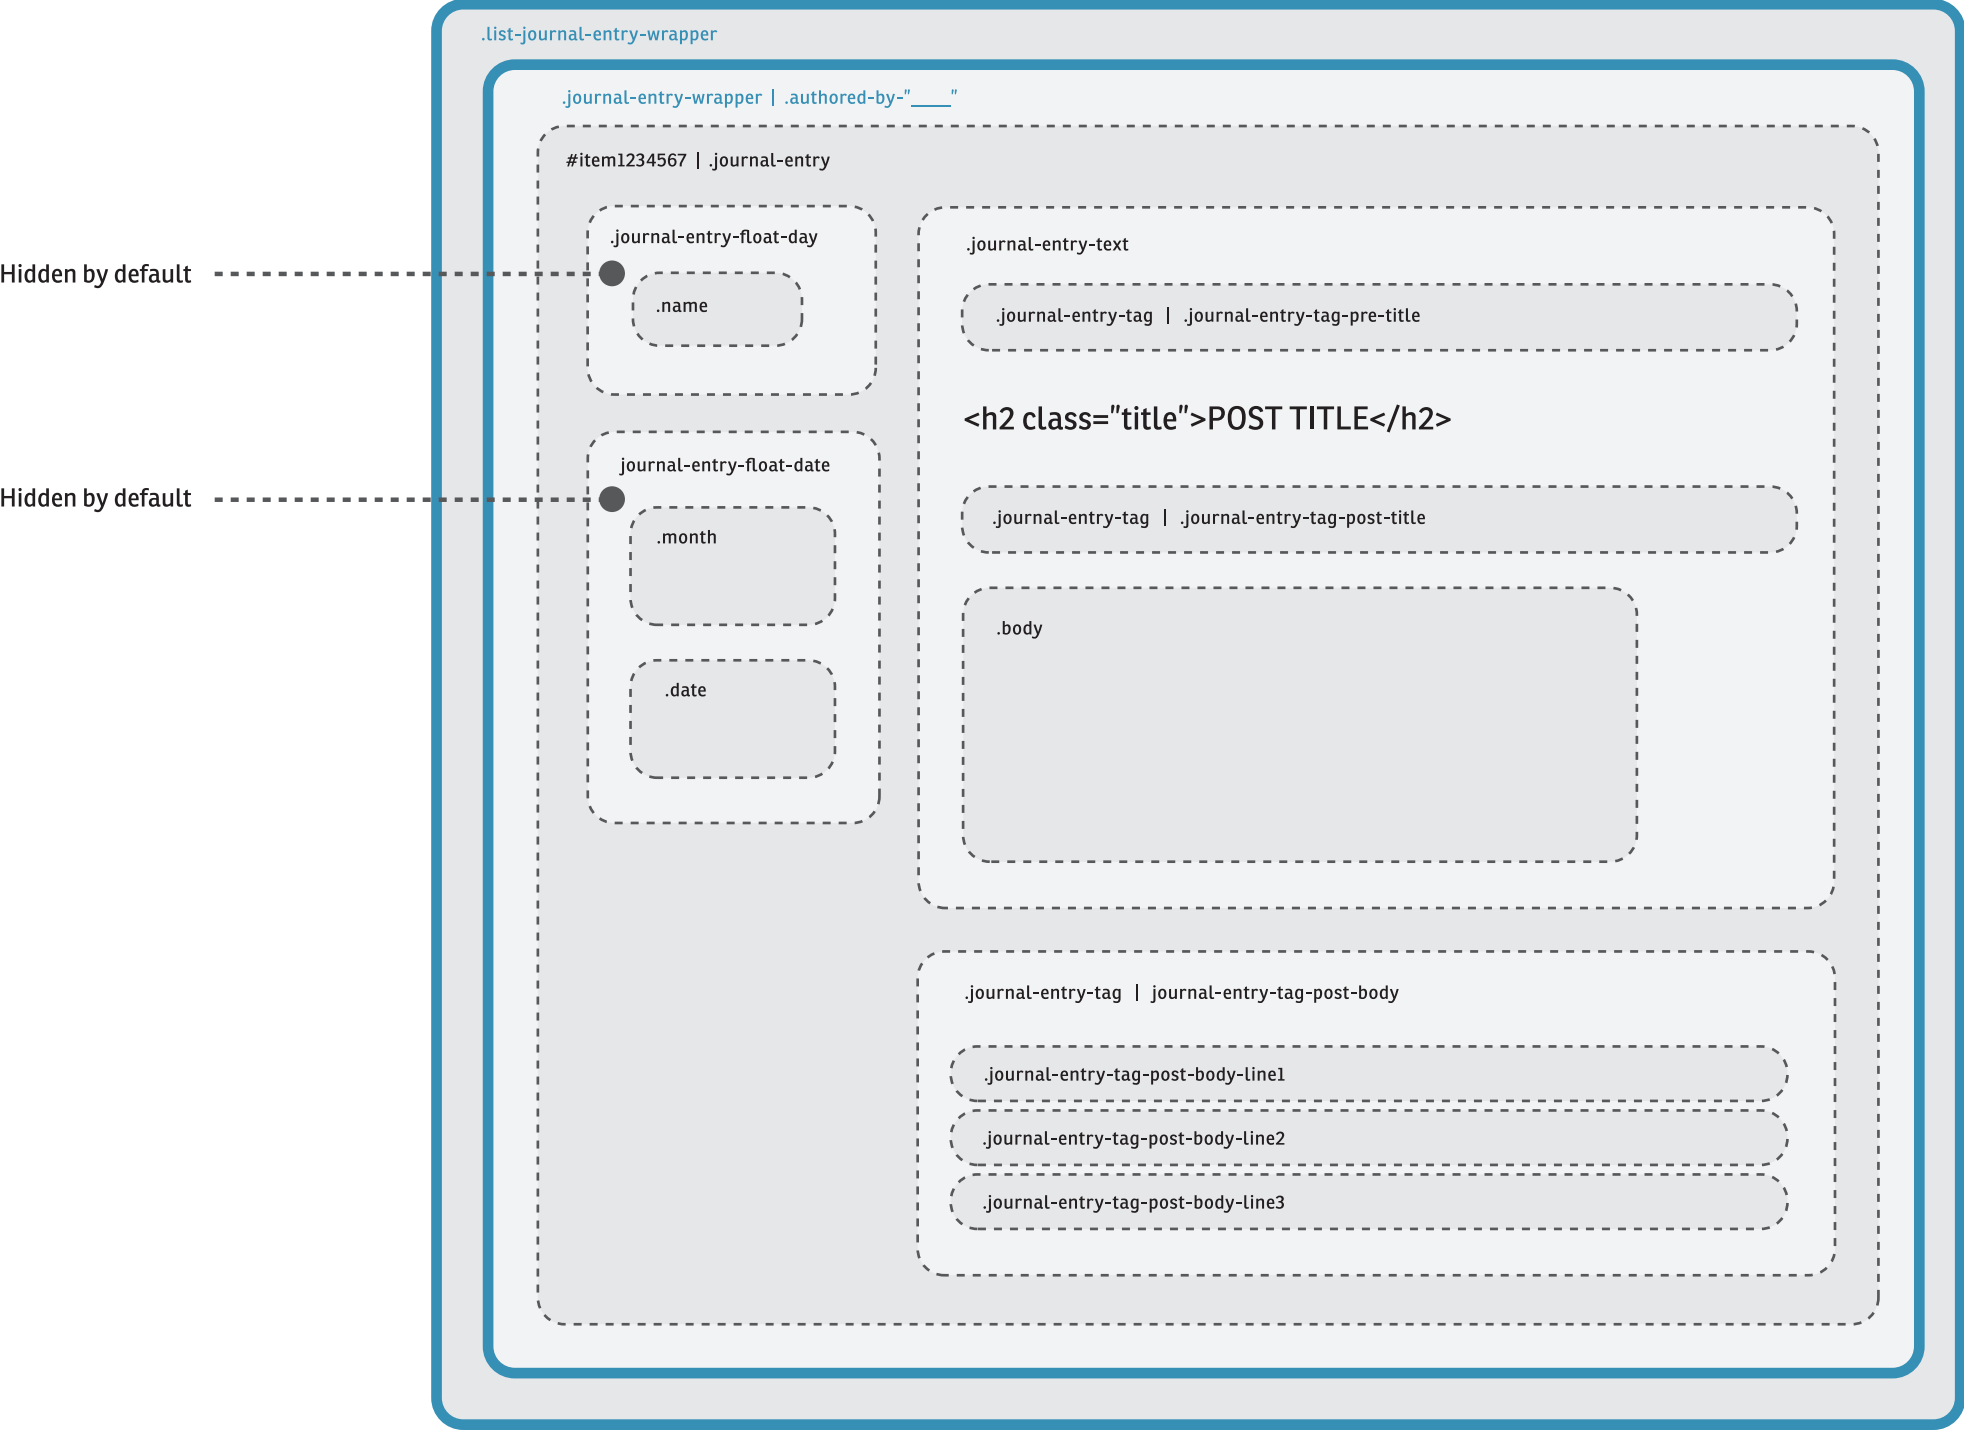 .list-journal-entry-wrapper
.journal-entry-wrapper | .authored-by-"____"
#item1234567 | .journal-entry
.journal-entry-float-day
Hidden by default
.name
journal-entry-float-date
Hidden by default
.month
.date
.journal-entry-text
.journal-entry-tag | .journal-entry-tag-pre-title
<h2 class="title">POST TITLE</h2>
.journal-entry-tag | .journal-entry-tag-post-title
.body
.journal-entry-tag | journal-entry-tag-post-body
.journal-entry-tag-post-body-line1
.journal-entry-tag-post-body-line2
.journal-entry-tag-post-body-line3